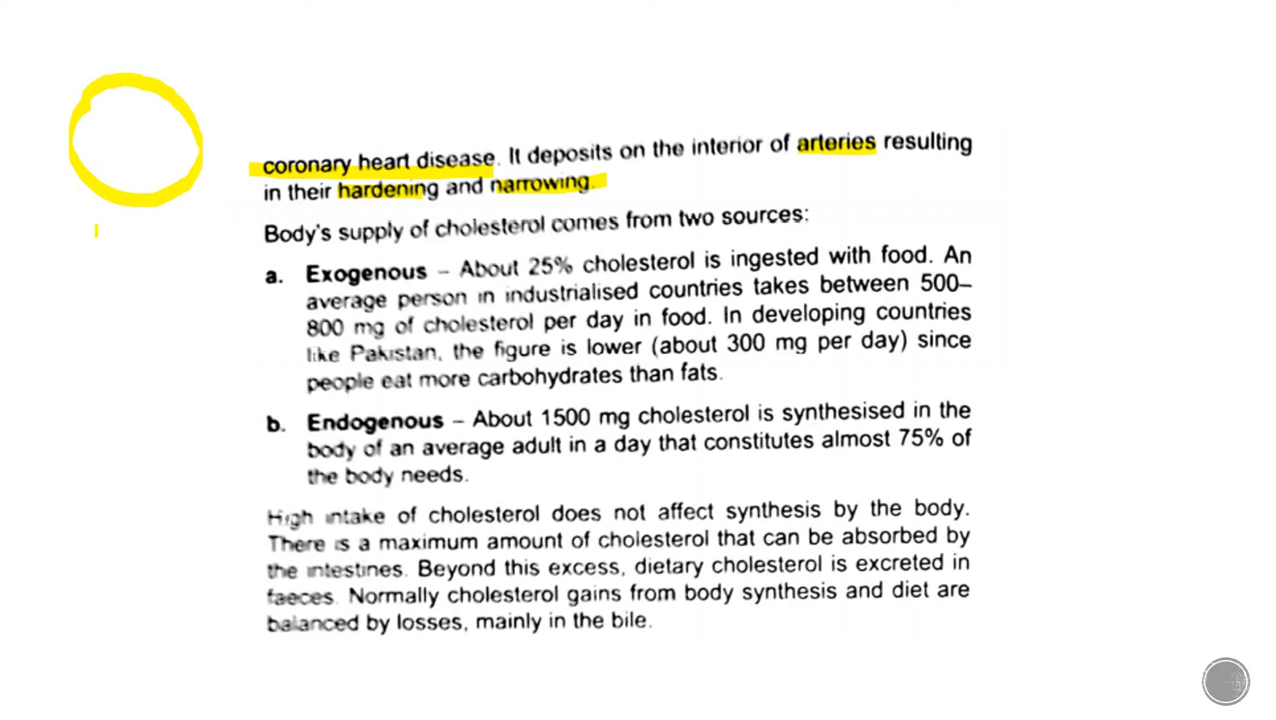 coronary heart disease. It deposits on the interior of arteries resulting
in their hardening and narrowing.
Body's supply of cholesterol comes from two sources:
a. Exogenous – About 25% cholesterol is ingested with food. An
average person in industrialised countries takes between 500–
800 mg of cholesterol per day in food. In developing countries
like Pakistan, the figure is lower (about 300 mg per day) since
people eat more carbohydrates than fats.
b. Endogenous – About 1500 mg cholesterol is synthesised in the
body of an average adult in a day that constitutes almost 75% of
the body needs.
High intake of cholesterol does not affect synthesis by the body.
There is a maximum amount of cholesterol that can be absorbed by
the intestines. Beyond this excess, dietary cholesterol is excreted in
faeces. Normally cholesterol gains from body synthesis and diet are
balanced by losses, mainly in the bile.